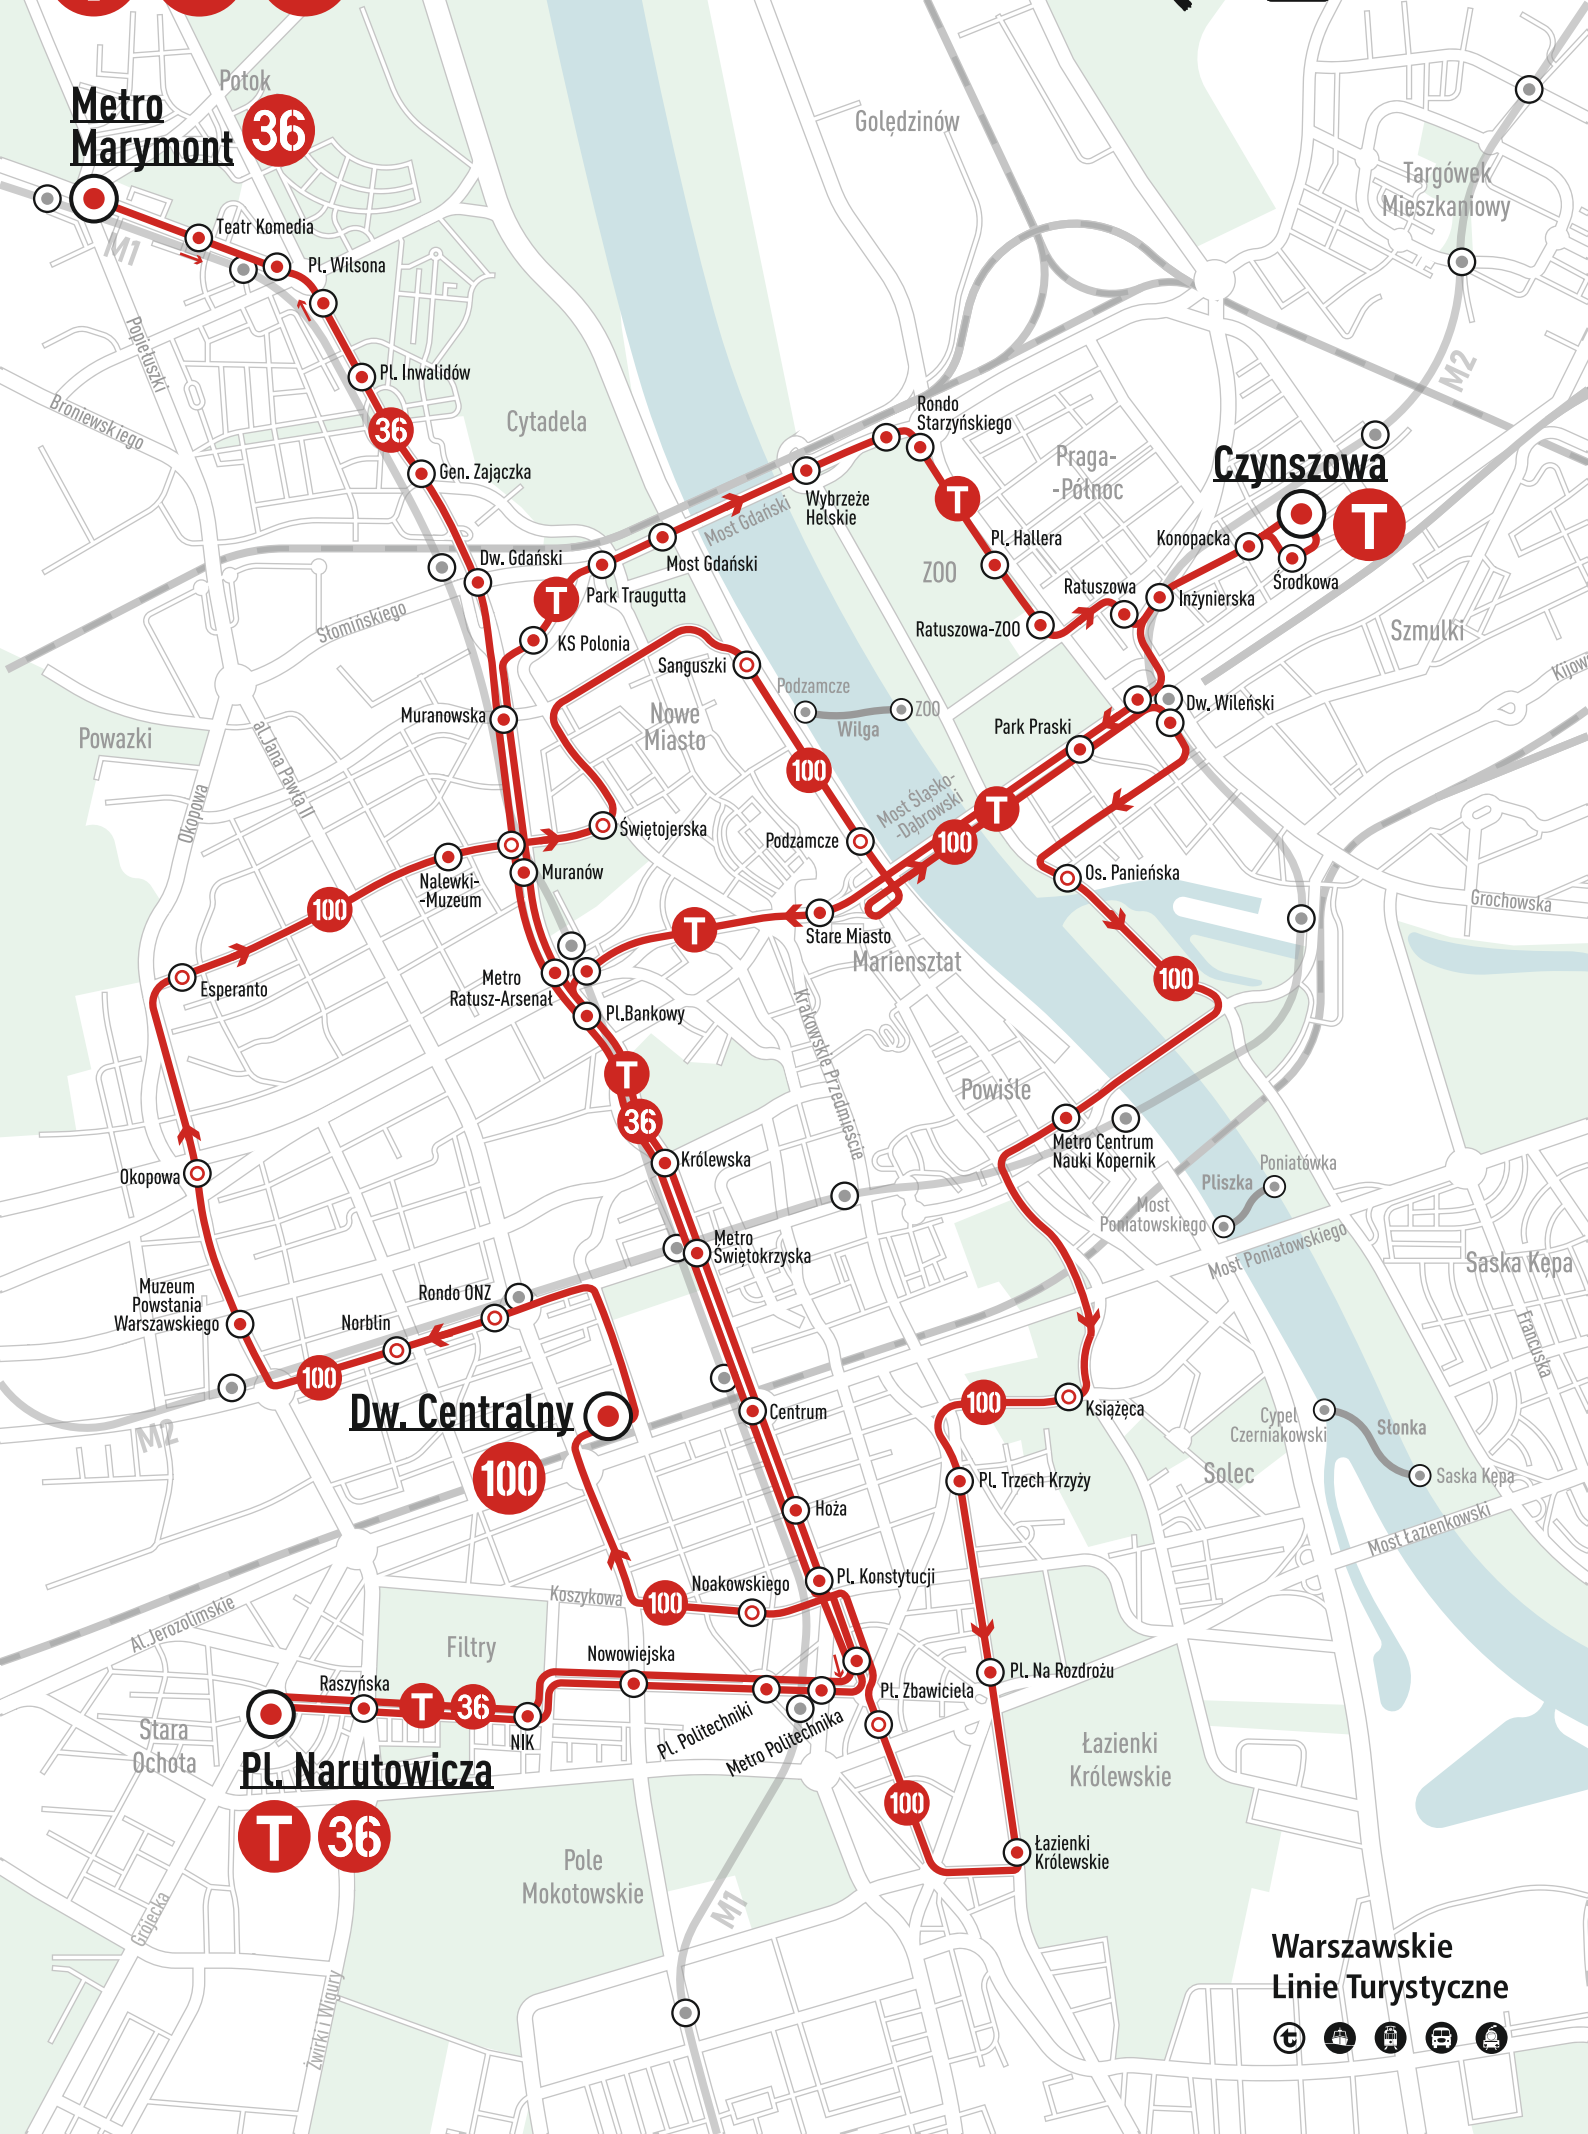 Potok
Metro
Marymont
36
Golędzinów
Targówek
Mieszkaniowy
M1
Teatr Komedia
Pl. Wilsona
Popiełuszki
Pl. Inwalidów
M2
Broniewskiego
36
Cytadela
Rondo
Starzyńskiego
Praga-
-Północ
Czynszowa
T
Gen. Zajączka
Wybrzeże
Helskie
T
Most Gdański
Pl. Hallera
Konopacka
Środkowa
Dw. Gdański
Most Gdański
ZOO
Ratuszowa
Inżynierska
T
Park Traugutta
Słomińskiego
KS Polonia
Ratuszowa-ZOO
Szmulki
Sanguszki
Kijows
Podzamcze
ZOO
Wilga
Dw. Wileński
Park Praski
Muranowska
Nowe
Miasto
Powazki
al. Jana Pawła II
Okopowa
100
Most Śląsko-
-Dąbrowski
T
100
Świętojerska
Podzamcze
Nalewki-
-Muzeum
Muranów
Os. Panieńska
100
Grochowska
T
Stare Miasto
Mariensztat
Esperanto
Metro
Ratusz-Arsenał
Pl.Bankowy
100
Krakowskie Przedmieście
T
36
Powiśle
Metro Centrum
Nauki Kopernik
Królewska
Okopowa
Poniatówka
Pliszka
Most
Poniatowskiego
Most Poniatowskiego
Saska Kępa
Metro
Świętokrzyska
Muzeum
Powstania
Warszawskiego
Rondo ONZ
Norblin
Francuska
100
M2
Dw. Centralny
100
Centrum
100
Książęca
Cypel
Czerniakowski
Słonka
Saska Kępa
Solec
Pl. Trzech Krzyży
Hoża
Most Łazienkowski
Pl. Konstytucji
Noakowskiego
Koszykowa
100
Al. Jerozolimskie
Filtry
Nowowiejska
Raszyńska
T
36
NIK
Pl. Politechniki
Metro Politechnika
Pl. Zbawiciela
Pl. Na Rozdrożu
Stara
Ochota
Pl. Narutowicza
T
36
100
Łazienki
Królewskie
Łazienki
Królewskie
Pole
Mokotowskie
M1
Grójecka
Żwirki i Wigury
Warszawskie
Linie Turystyczne
t